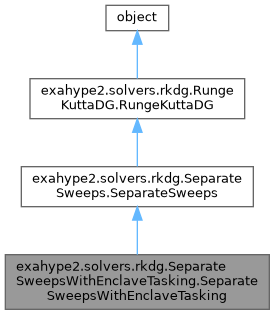 object
exahype2.solvers.rkdg.Runge
KuttaDG.RungeKuttaDG
exahype2.solvers.rkdg.Separate
Sweeps.SeparateSweeps
exahype2.solvers.rkdg.Separate
SweepsWithEnclaveTasking.Separate
SweepsWithEnclaveTasking